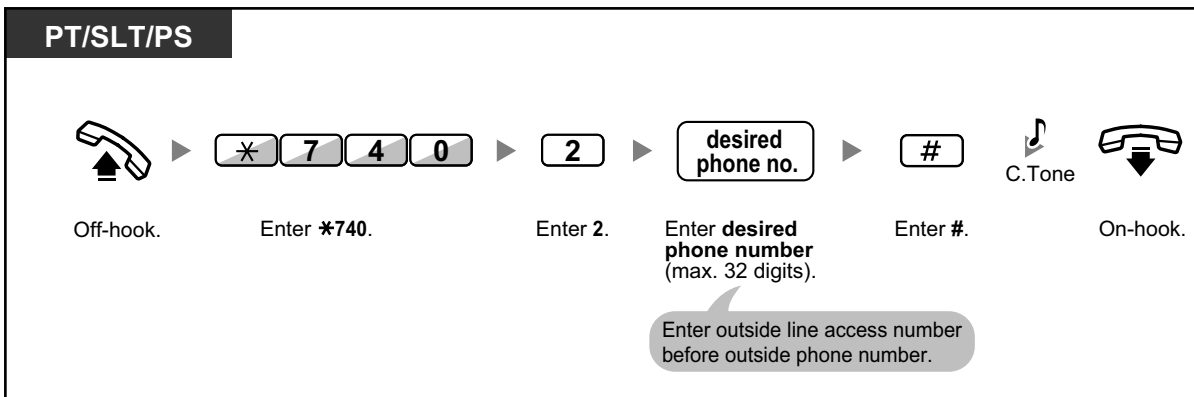 PT/SLT/PS
* 7 4 0
2
desired
phone no.
#
C.Tone
Off-hook.
Enter *740.
Enter 2.
Enter desired
phone number
(max. 32 digits).
Enter #.
On-hook.
Enter outside line access number
before outside phone number.